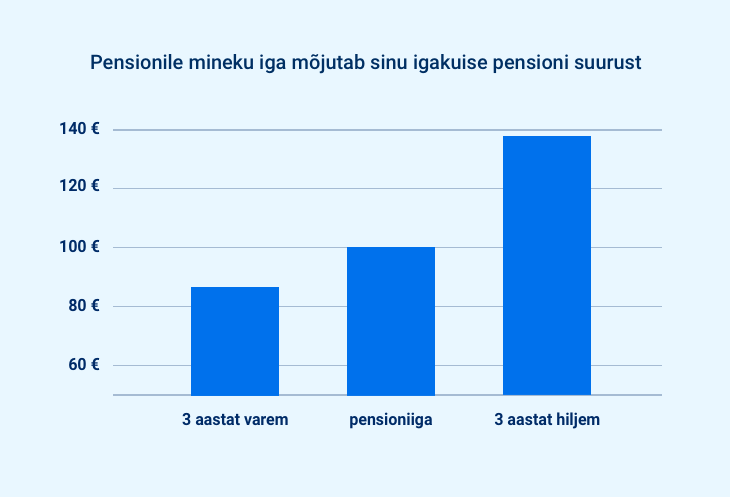 Pensionile mineku iga mõjutab sinu igakuise pensioni suurust
140 €
120 €
100 €
80 €
60 €
3 aastat varem
pensioniiga
3 aastat hiljem